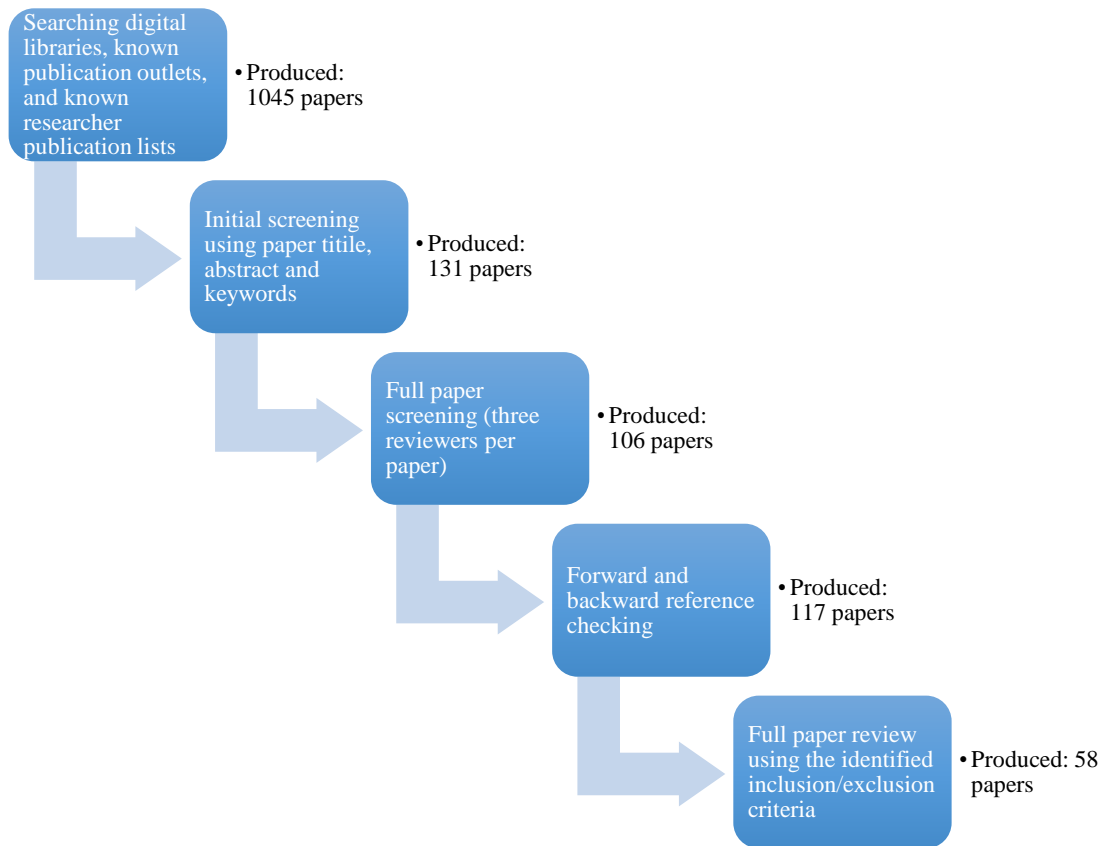 Searching digital
libraries, known
publication outlets,
and known
researcher
publication lists
• Produced:
1045 papers
Initial screening
using paper titile,
abstract and
keywords
• Produced:
131 papers
Full paper
screening (three
reviewers per
paper)
• Produced:
106 papers
Forward and
backward reference
checking
• Produced:
117 papers
Full paper review
using the identified
inclusion/exclusion
criteria
• Produced: 58
papers